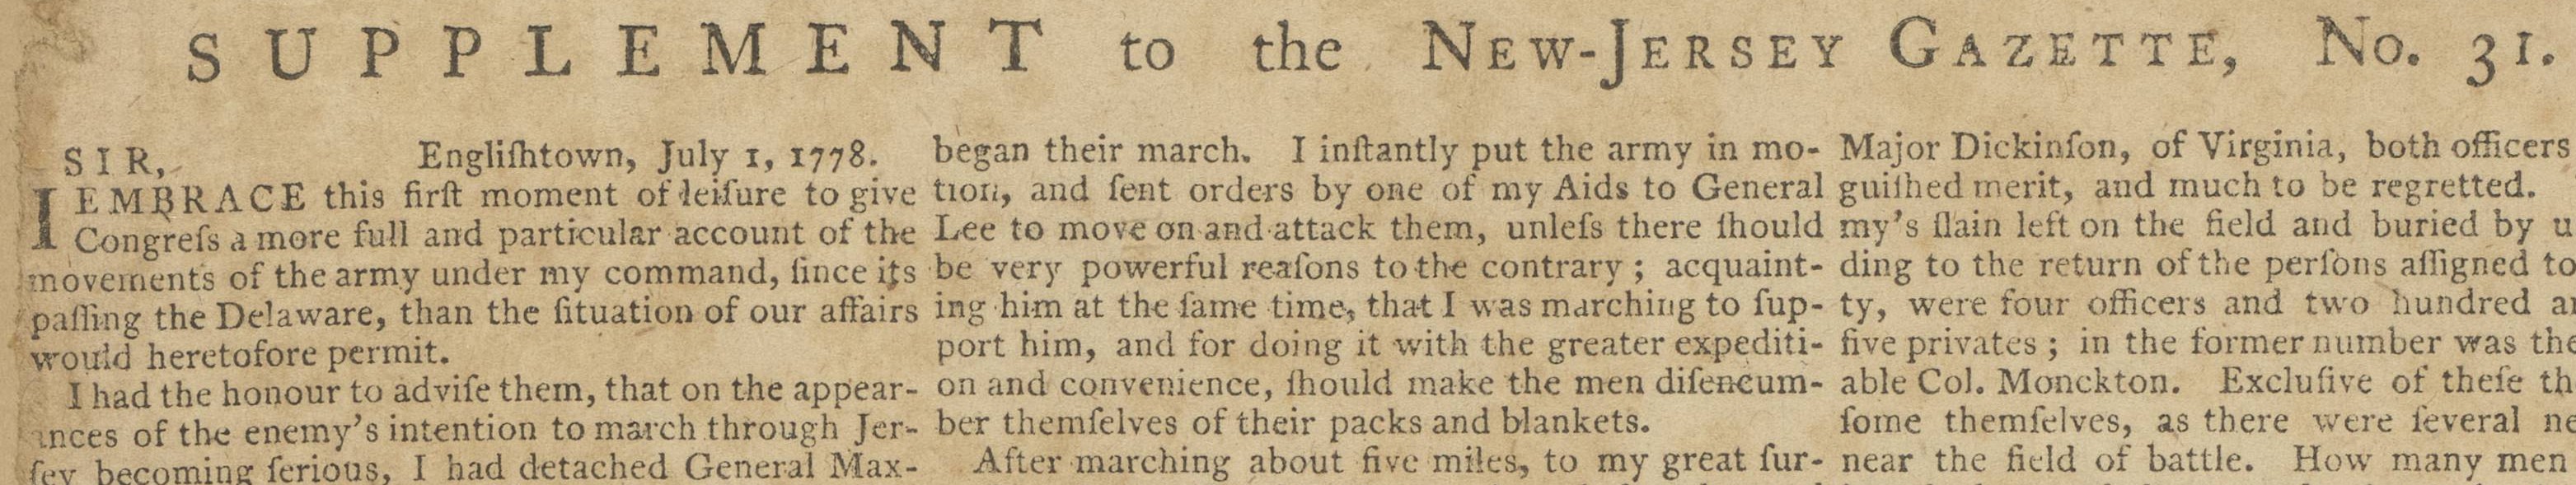 SUPPLEMENT to the NEW-JERSEY GAZETTE, No. 31.
SIR, Engliſhtown, July 1, 1778.
I EMBRACE this firſt moment of leiſure to give
Congreſs a more full and particular account of the
movements of the army under my command, ſince its
paſſing the Delaware, than the ſituation of our affairs
would heretofore permit.
I had the honour to adviſe them, that on the appear-
ances of the enemy's intention to march through Jer-
ſey becoming ſerious, I had detached General Max-
began their march. I inſtantly put the army in mo-
tion, and ſent orders by one of my Aids to General
Lee to move on and attack them, unleſs there ſhould
be very powerful reaſons to the contrary; acquaint-
ing him at the ſame time, that I was marching to ſup-
port him, and for doing it with the greater expediti-
on and convenience, ſhould make the men diſencum-
ber themſelves of their packs and blankets.
After marching about five miles, to my great ſur-
Major Dickinſon, of Virginia, both officers
guiſhed merit, and much to be regretted.
my's ſlain left on the field and buried by u
ding to the return of the perſons aſſigned to
ty, were four officers and two hundred
five privates; in the former number was the
able Col. Monckton. Excluſive of theſe th
ſome themſelves, as there were ſeveral ne
near the field of battle. How many men